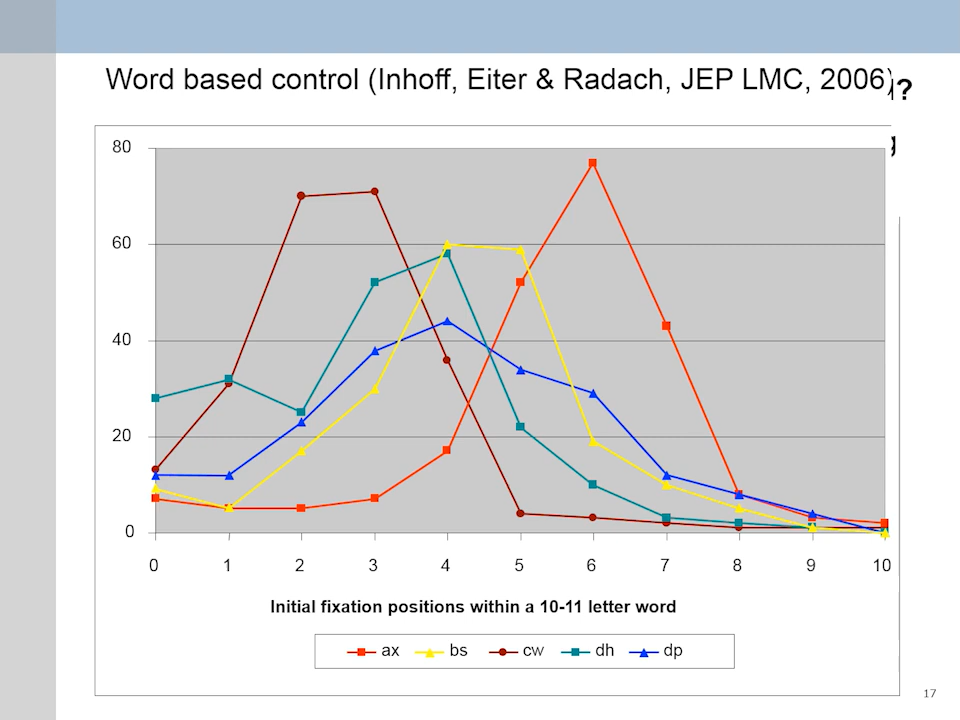 Word based control (Inhoff, Eiter & Radach, JEP LMC, 2006)
?
80
60
40
20
0
0 1 2 3 4 5 6 7 8 9 10
Initial fixation positions within a 10-11 letter word
ax bs cw dh dp
17